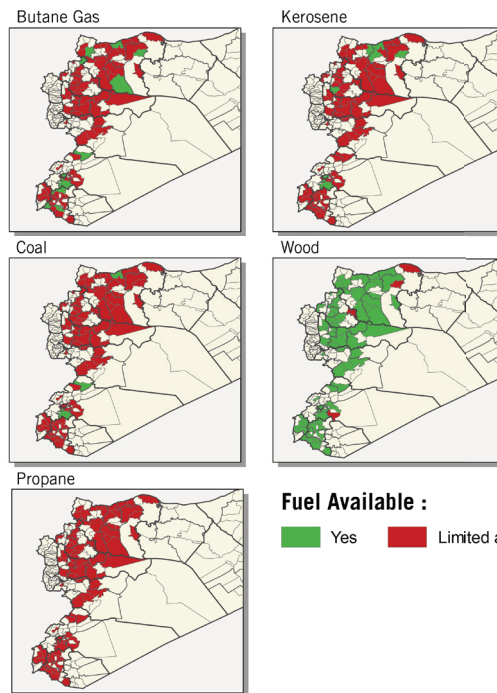 Butane Gas
Kerosene
Coal
Wood
Propane
Fuel Available :
Yes
Limited a